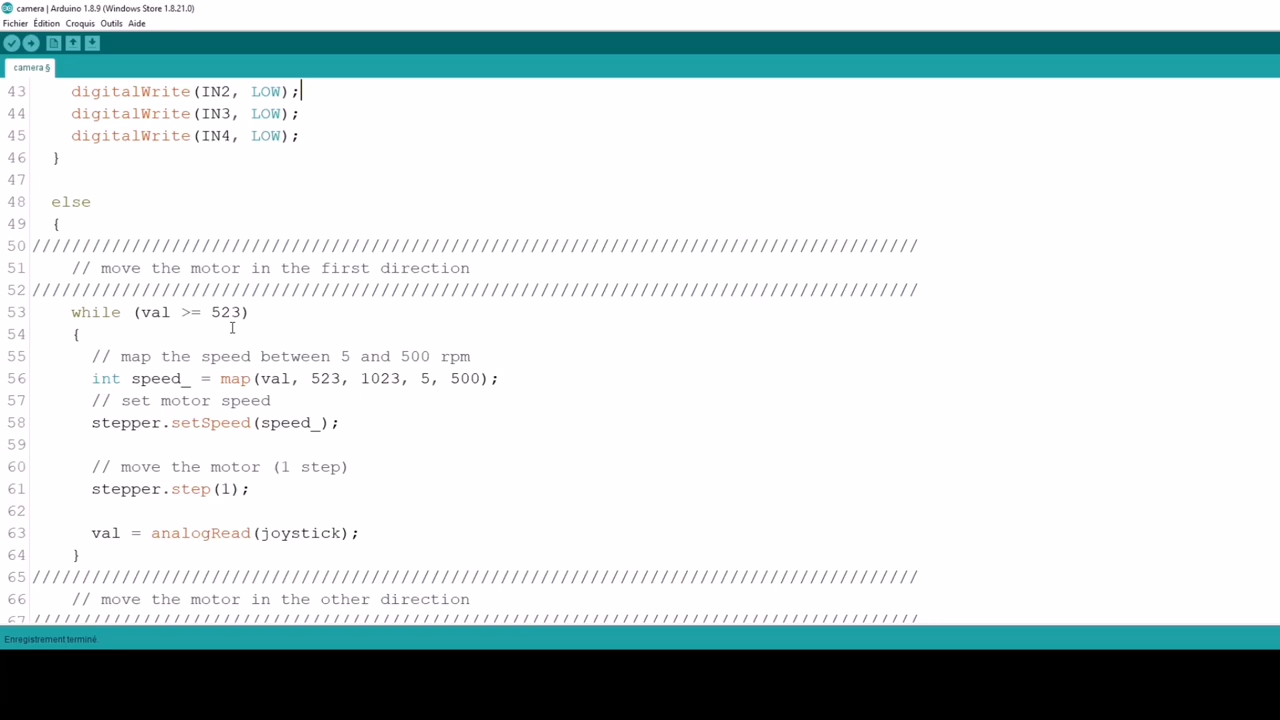 camera | Arduino 1.8.9 (Windows Store 1.8.21.0)
Fichier Édition Croquis Outils Aide
camera §
43 digitalWrite(IN2, LOW);
44 digitalWrite(IN3, LOW);
45 digitalWrite(IN4, LOW);
46 }
47
48 else
49 {
50 //////////////////////////////////////////////////////////////////////////////////////////
51 // move the motor in the first direction
52 //////////////////////////////////////////////////////////////////////////////////////////
53 while (val >= 523)
54 {
55 // map the speed between 5 and 500 rpm
56 int speed_ = map(val, 523, 1023, 5, 500);
57 // set motor speed
58 stepper.setSpeed(speed_);
59
60 // move the motor (1 step)
61 stepper.step(1);
62
63 val = analogRead(joystick);
64 }
65 //////////////////////////////////////////////////////////////////////////////////////////
66 // move the motor in the other direction
67 //////////////////////////////////////////////////////////////////////////////////////////
Enregistrement terminé.